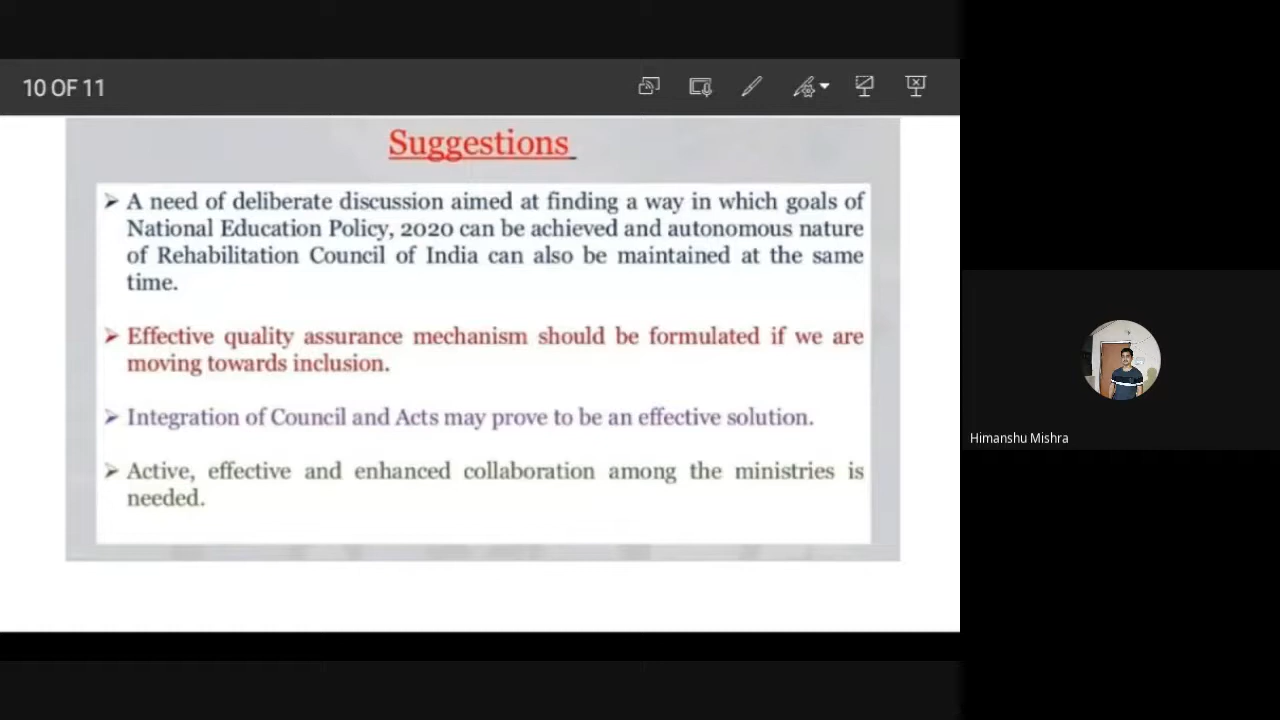 10 OF 11
Suggestions
➢ A need of deliberate discussion aimed at finding a way in which goals of
National Education Policy, 2020 can be achieved and autonomous nature
of Rehabilitation Council of India can also be maintained at the same
time.
➢ Effective quality assurance mechanism should be formulated if we are
moving towards inclusion.
➢ Integration of Council and Acts may prove to be an effective solution.
➢ Active, effective and enhanced collaboration among the ministries is
needed.
Himanshu Mishra